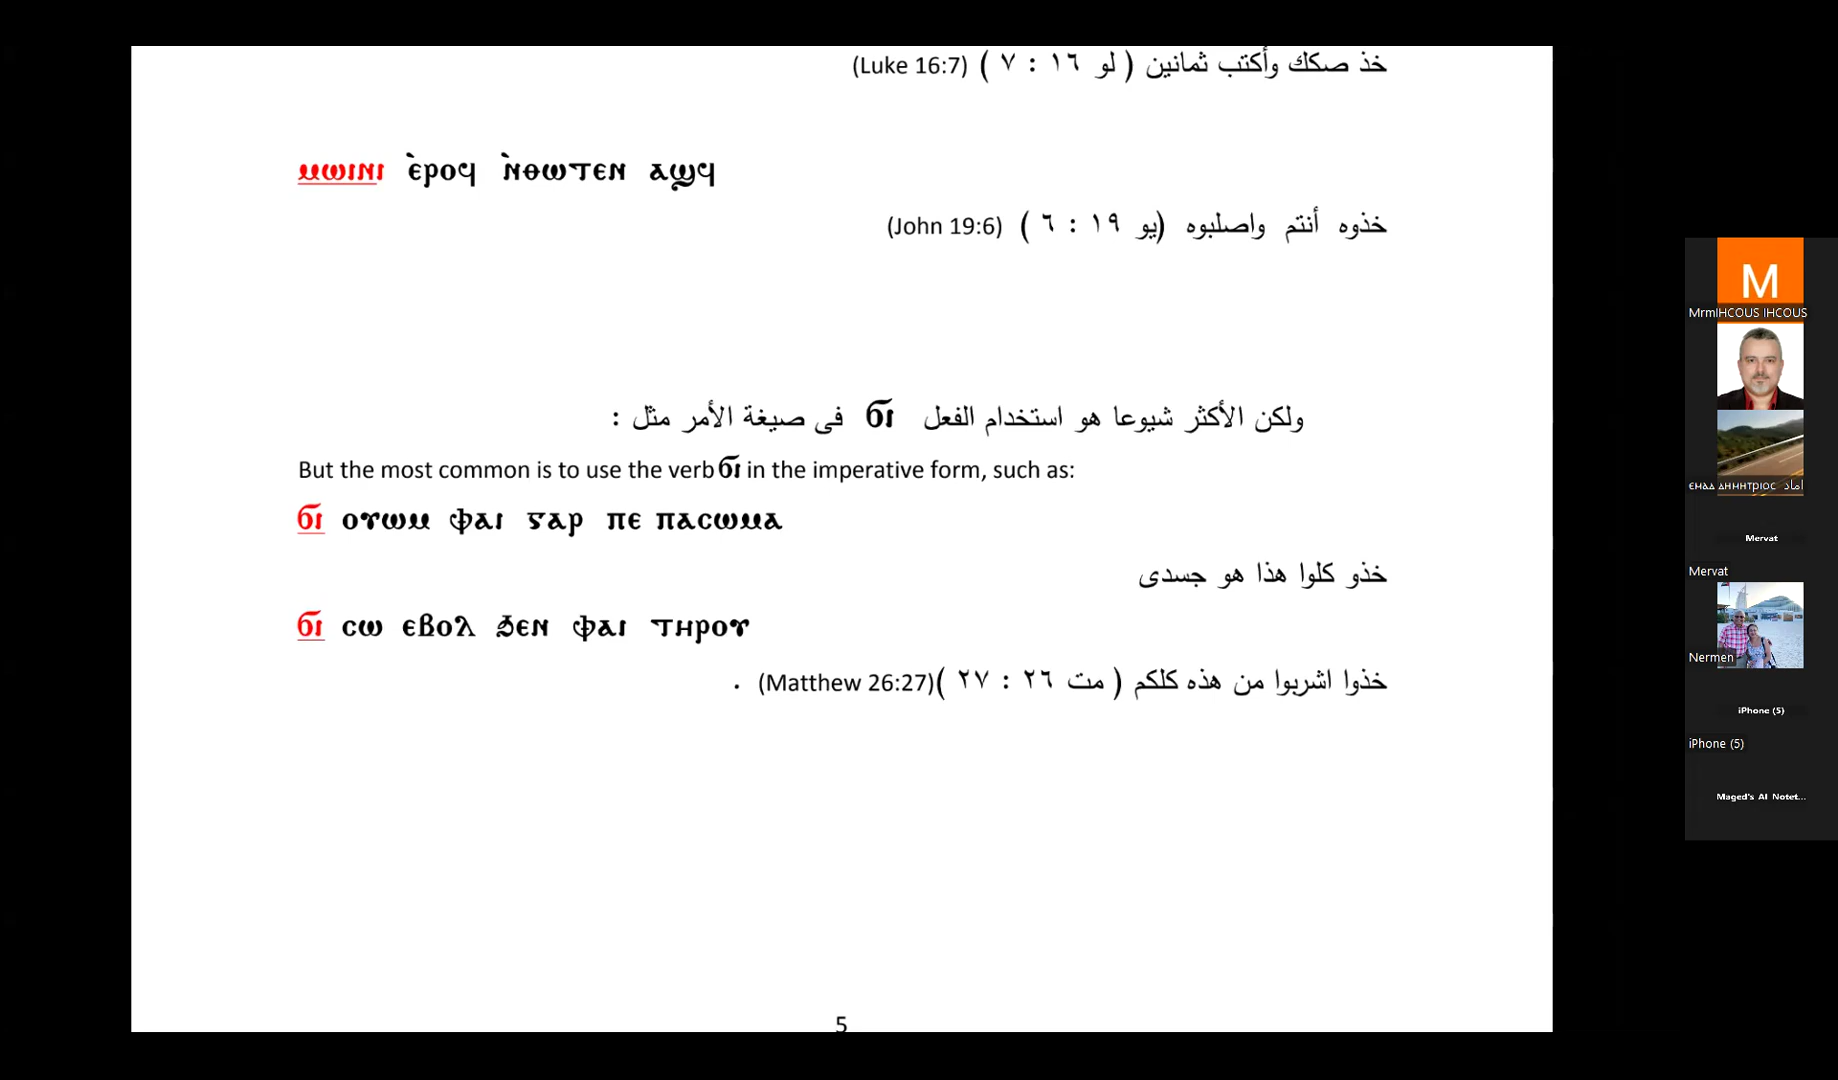 خذ صكك وأكتب ثمانين ( لو ١٦ : ٧ ) (Luke 16:7)
ⲙⲱⲓⲛⲓ ⲉ̀ⲣⲟϥ ⲛ̀ⲑⲱⲧⲉⲛ ⲁϣϥ
خذوه أنتم واصلبوه (يو ١٩ : ٦ ) (John 19:6)
ولكن الأكثر شيوعا هو استخدام الفعل ϭⲓ فى صيغة الأمر مثل :
But the most common is to use the verb ϭⲓ in the imperative form, such as:
ϭⲓ ⲟⲩⲱⲙ ⲫⲁⲓ ⲅⲁⲣ ⲡⲉ ⲡⲁⲥⲱⲙⲁ
خذو كلوا هذا هو جسدى
ϭⲓ ⲥⲱ ⲉⲃⲟⲗ ϧⲉⲛ ⲫⲁⲓ ⲧⲏⲣⲟⲩ
خذوا اشربوا من هذه كلكم ( مت ٢٦ : ٢٧ )(Matthew 26:27) .
5
M
MrmIHCOUS IHCOUS
Mervat
Mervat
Nermen
iPhone (5)
iPhone (5)
Maged's AI Notet...